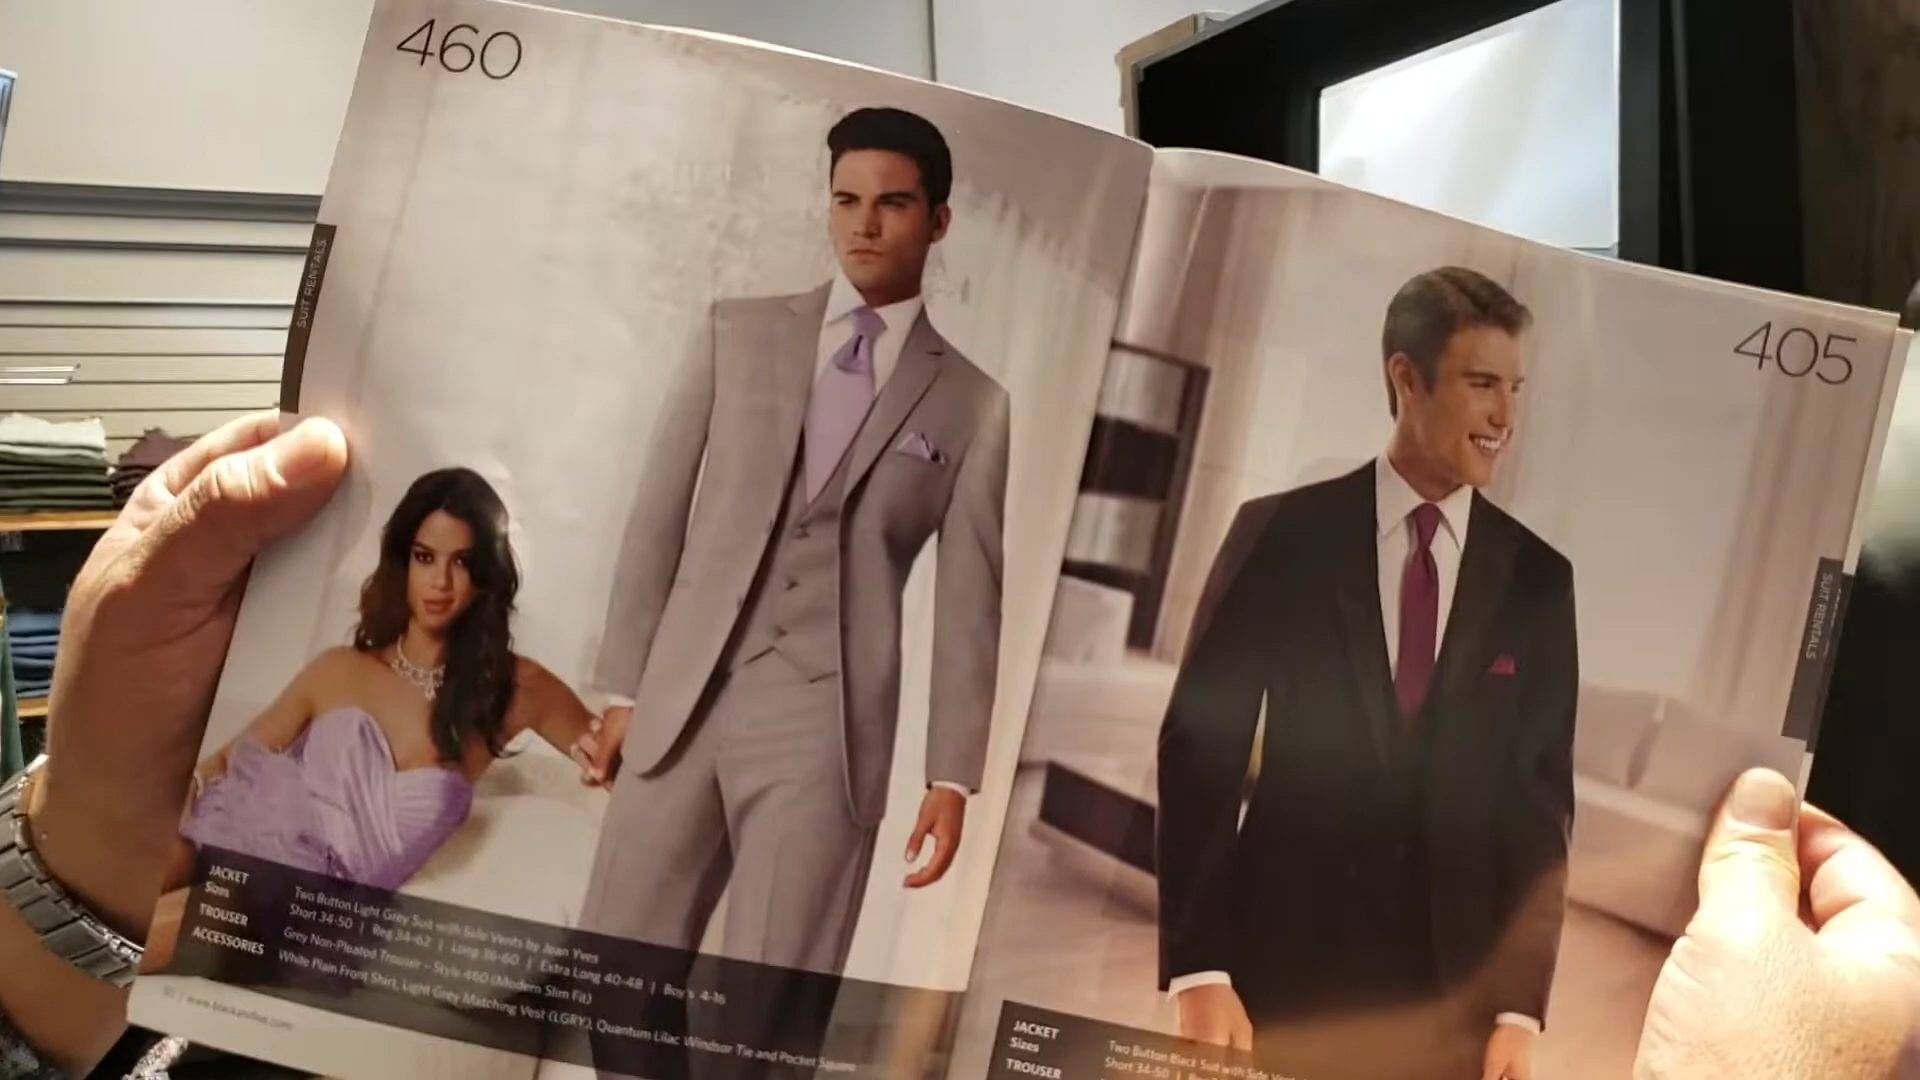 460
SUIT RENTALS
JACKET
Two Button Light Grey Suit with Side Vents by Jean Yves
Sizes
Short 34-50 | Reg 34-62 | Long 36-60 | Extra Long 40-48 | Boy's 4-16
TROUSER
Grey Non-Pleated Trouser - Style 460 (Modern Slim Fit)
ACCESSORIES
White Plain Front Shirt, Light Grey Matching Vest (LGRY), Quantum Lilac Windsor Tie and Pocket Square
405
SUIT RENTALS
JACKET
Two Button Black Suit with Side
Sizes
Short 34-50 |
TROUSER